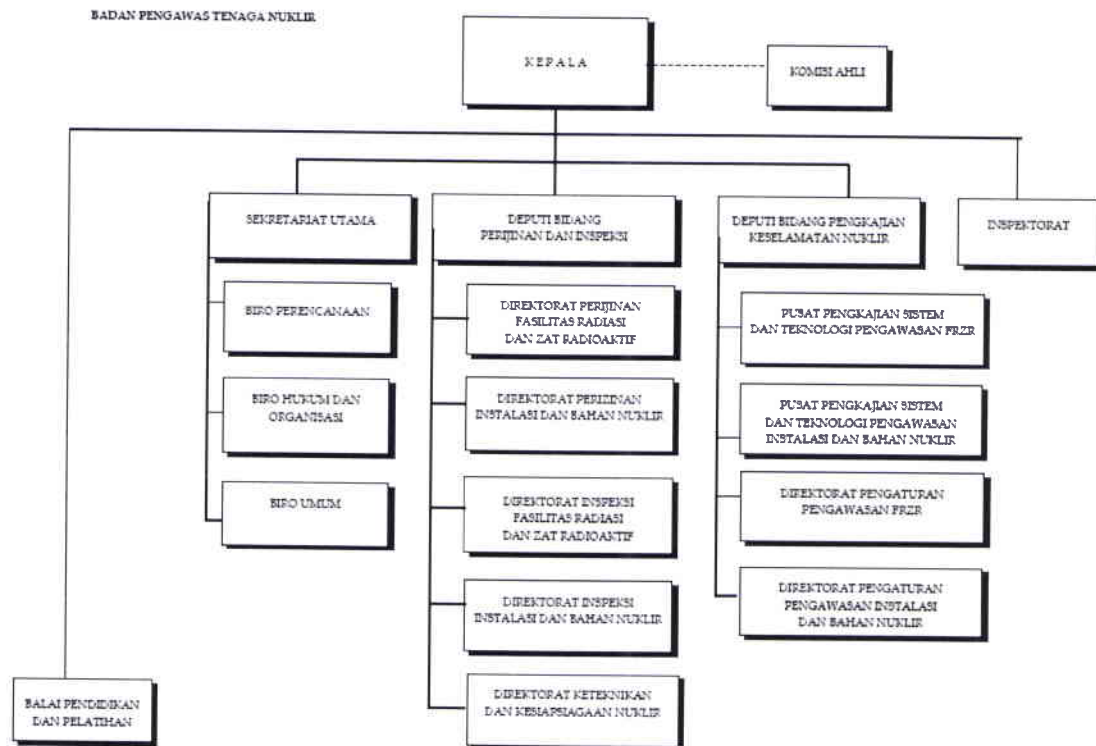 BADAN PENGAWAS TENAGA NUKLIR
KEPALA
KOMISI AHLI
SEKRETARIAT UTAMA
DEPUTI BIDANG
PERIJINAN DAN INSPEKSI
DEPUTI BIDANG PENGKAJIAN
KESELAMATAN NUKLIR
INSPEKTORAT
BIRO PERENCANAAN
BIRO HUKUM DAN
ORGANISASI
BIRO UMUM
DIREKTORAT PERIJINAN
FASILITAS RADIASI
DAN ZAT RADIOAKTIF
DIREKTORAT PERIZINAN
INSTALASI DAN BAHAN NUKLIR
DIREKTORAT INSPEKSI
FASILITAS RADIASI
DAN ZAT RADIOAKTIF
DIREKTORAT INSPEKSI
INSTALASI DAN BAHAN NUKLIR
DIREKTORAT KETEKNIKAN
DAN KESIAPSIAGAAN NUKLIR
PUSAT PENGKAJIAN SISTEM
DAN TEKNOLOGI PENGAWASAN FRZR
PUSAT PENGKAJIAN SISTEM
DAN TEKNOLOGI PENGAWASAN
INSTALASI DAN BAHAN NUKLIR
DIREKTORAT PENGATURAN
PENGAWASAN FRZR
DIREKTORAT PENGATURAN
PENGAWASAN INSTALASI
DAN BAHAN NUKLIR
BALAI PENDIDIKAN
DAN PELATIHAN